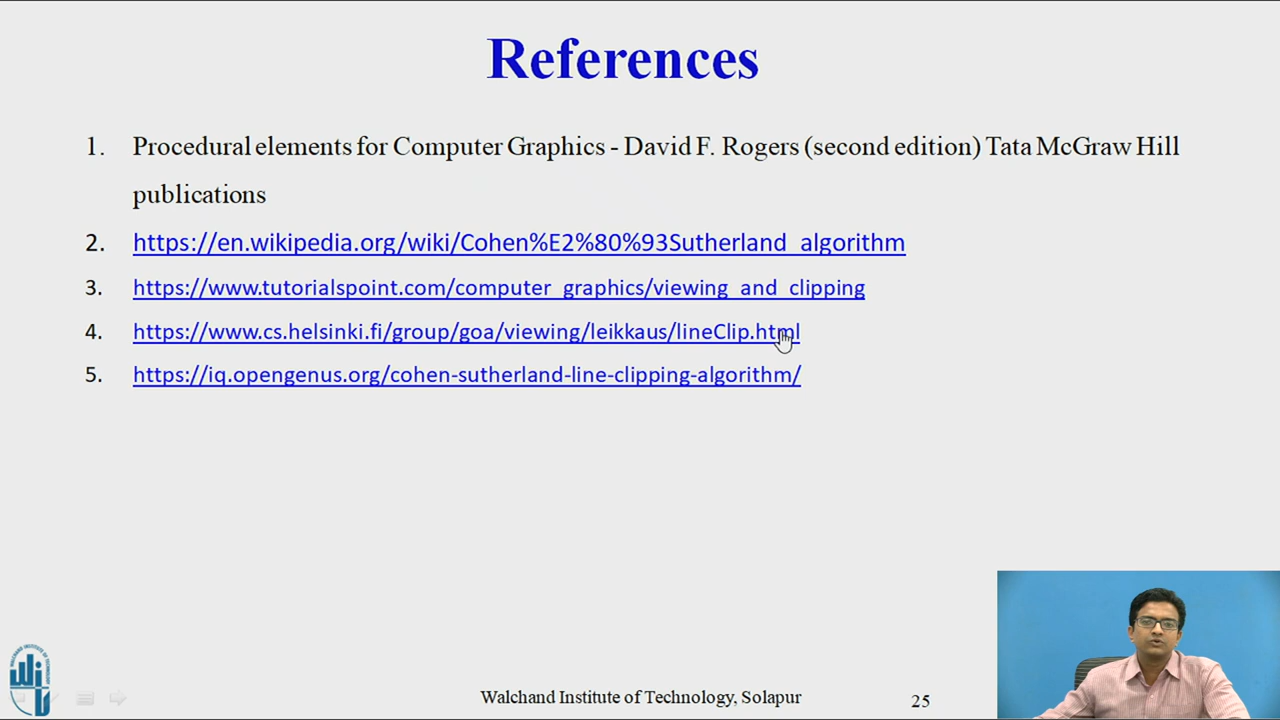 References
1. Procedural elements for Computer Graphics - David F. Rogers (second edition) Tata McGraw Hill
publications
2. https://en.wikipedia.org/wiki/Cohen%E2%80%93Sutherland_algorithm
3. https://www.tutorialspoint.com/computer_graphics/viewing_and_clipping
4. https://www.cs.helsinki.fi/group/goa/viewing/leikkaus/lineClip.html
5. https://iq.opengenus.org/cohen-sutherland-line-clipping-algorithm/
Walchand Institute of Technology, Solapur 25